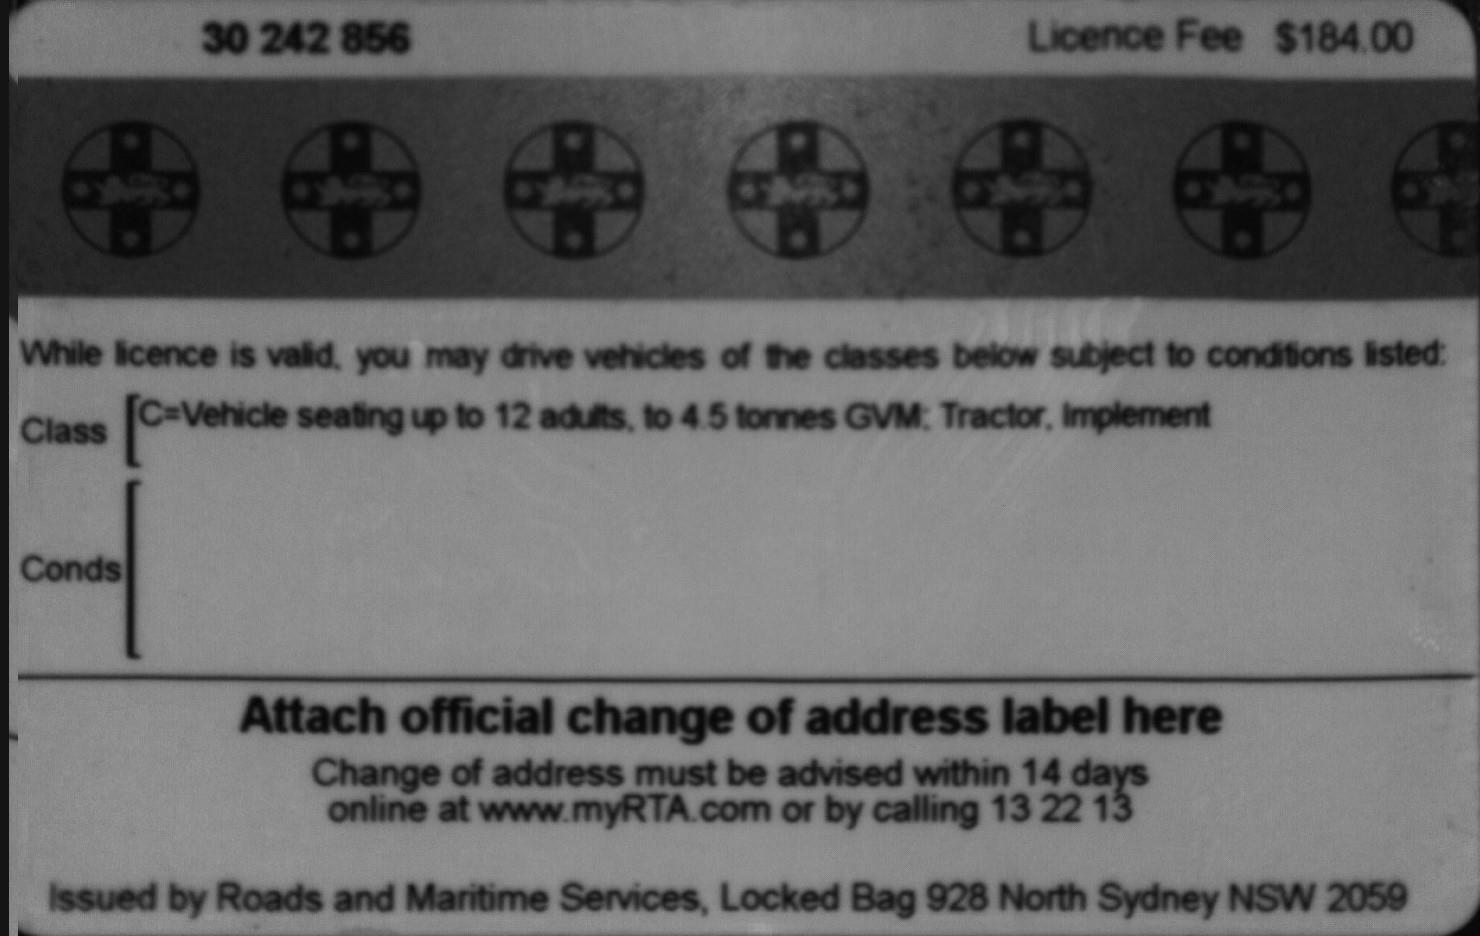 30 242 856 Licence Fee $184.00
While licence is valid, you may drive vehicles of the classes below subject to conditions listed:
Class C=Vehicle seating up to 12 adults, to 4.5 tonnes GVM; Tractor, Implement
Conds
Attach official change of address label here
Change of address must be advised within 14 days
online at www.myRTA.com or by calling 13 22 13
Issued by Roads and Maritime Services, Locked Bag 928 North Sydney NSW 2059